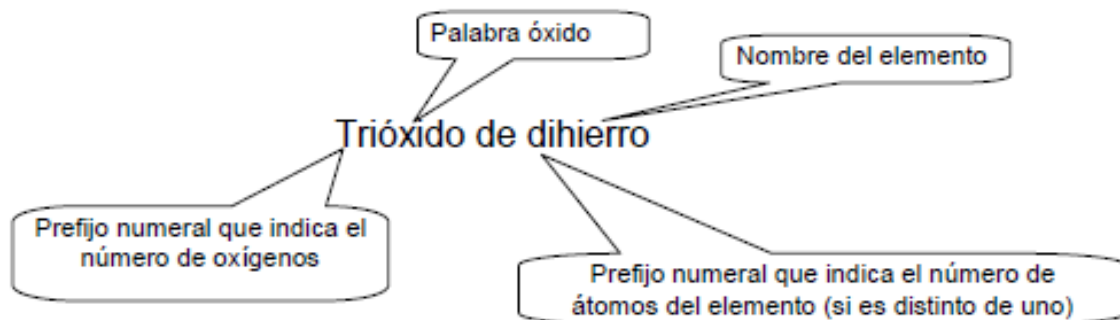 Palabra óxido
Nombre del elemento
Trióxido de dihierro
Prefijo numeral que indica el
número de oxígenos
Prefijo numeral que indica el número de
átomos del elemento (si es distinto de uno)